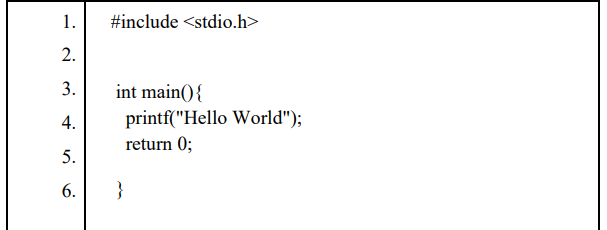 1. #include <stdio.h>
2.
3. int main(){
4. printf("Hello World");
5. return 0;
6. }